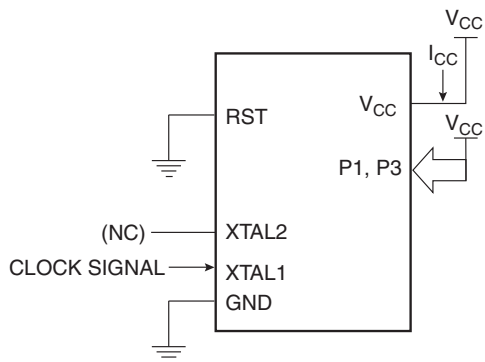 VCC
ICC
VCC
VCC
RST
P1, P3
(NC)
XTAL2
CLOCK SIGNAL
XTAL1
GND